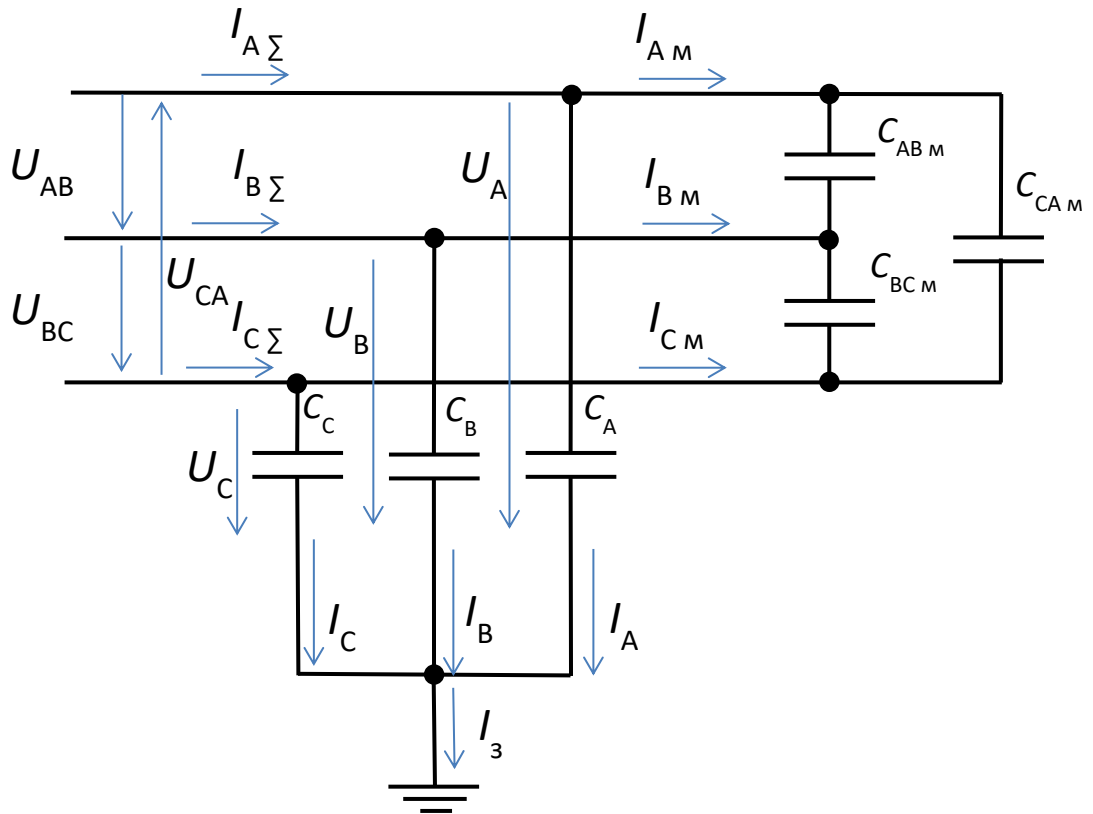 I A Σ
I A м
C AB м
U AB
I B Σ
U A
I B м
C CA м
U CA
C BC м
U BC
I C Σ
U B
I C м
C C
C B
C A
U C
I C
I B
I A
I з